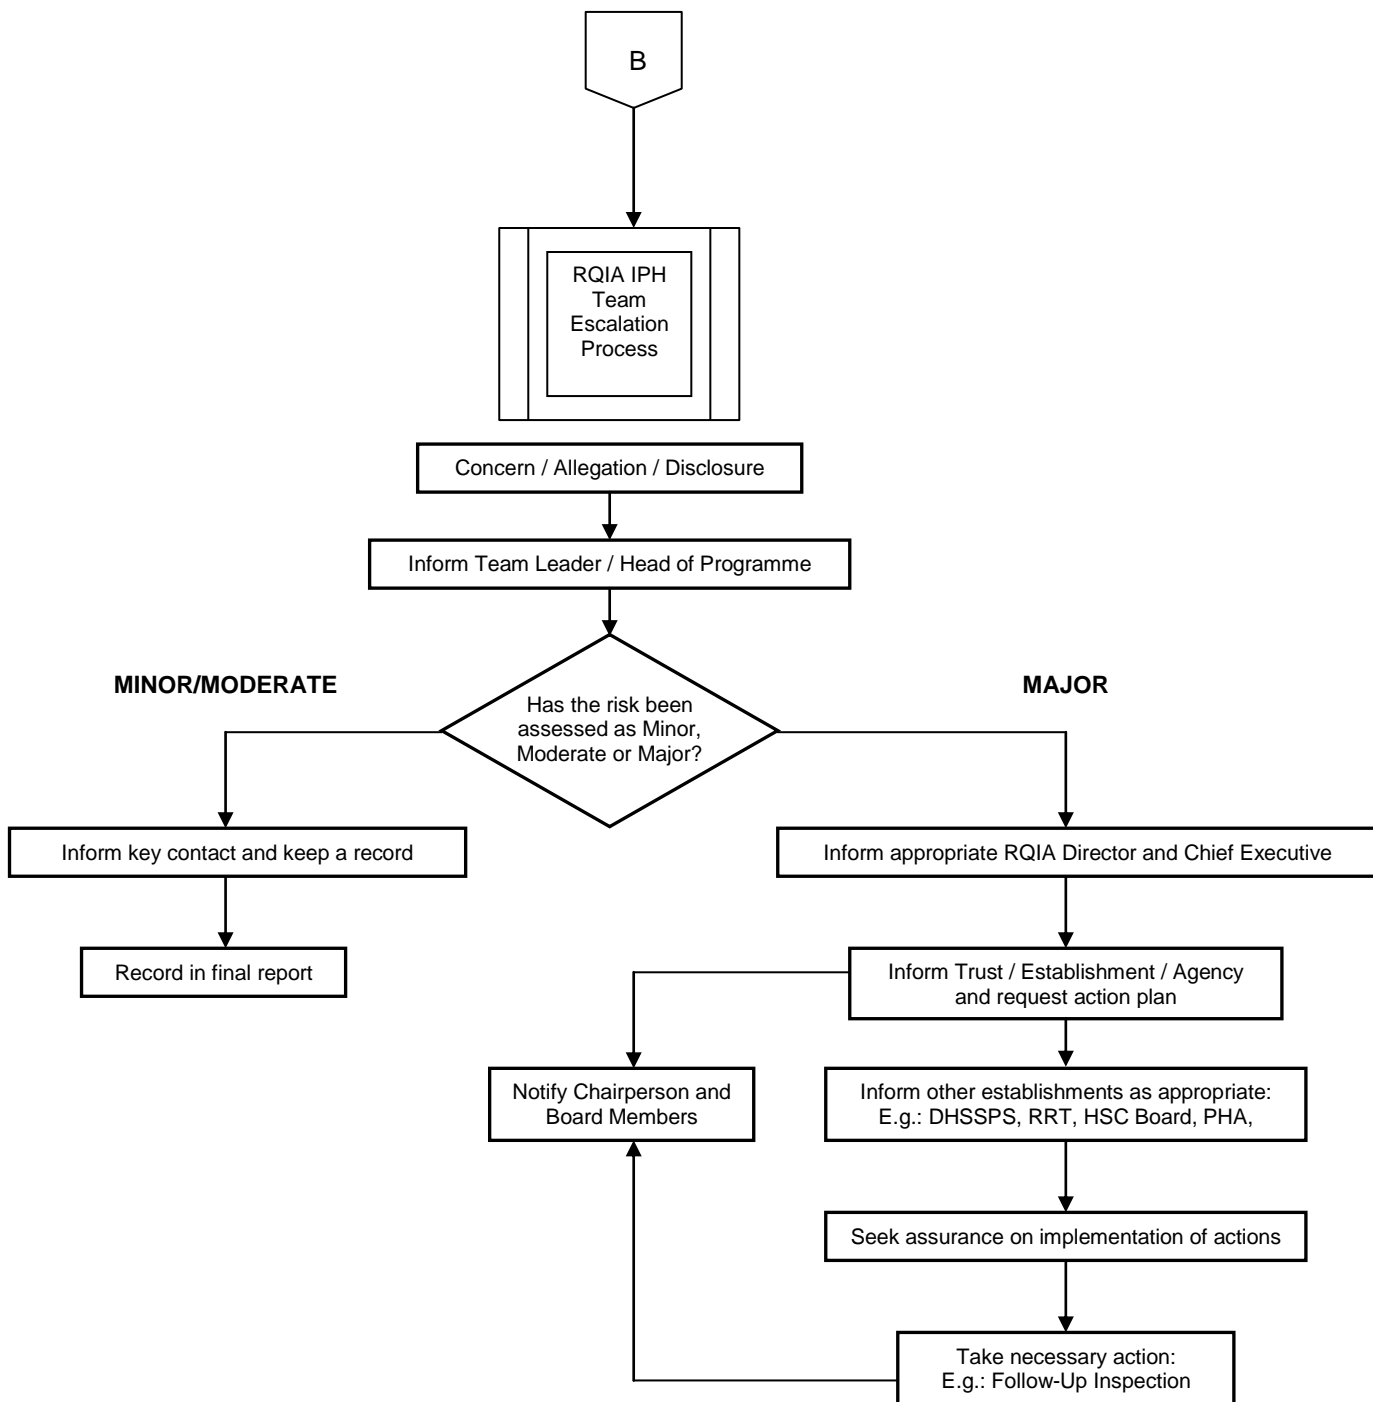 B
RQIA IPH
Team
Escalation
Process
Concern / Allegation / Disclosure
Inform Team Leader / Head of Programme
MINOR/MODERATE
MAJOR
Has the risk been
assessed as Minor,
Moderate or Major?
Inform key contact and keep a record
Inform appropriate RQIA Director and Chief Executive
Record in final report
Inform Trust / Establishment / Agency
and request action plan
Notify Chairperson and
Board Members
Inform other establishments as appropriate:
E.g.: DHSSPS, RRT, HSC Board, PHA,
Seek assurance on implementation of actions
Take necessary action:
E.g.: Follow-Up Inspection